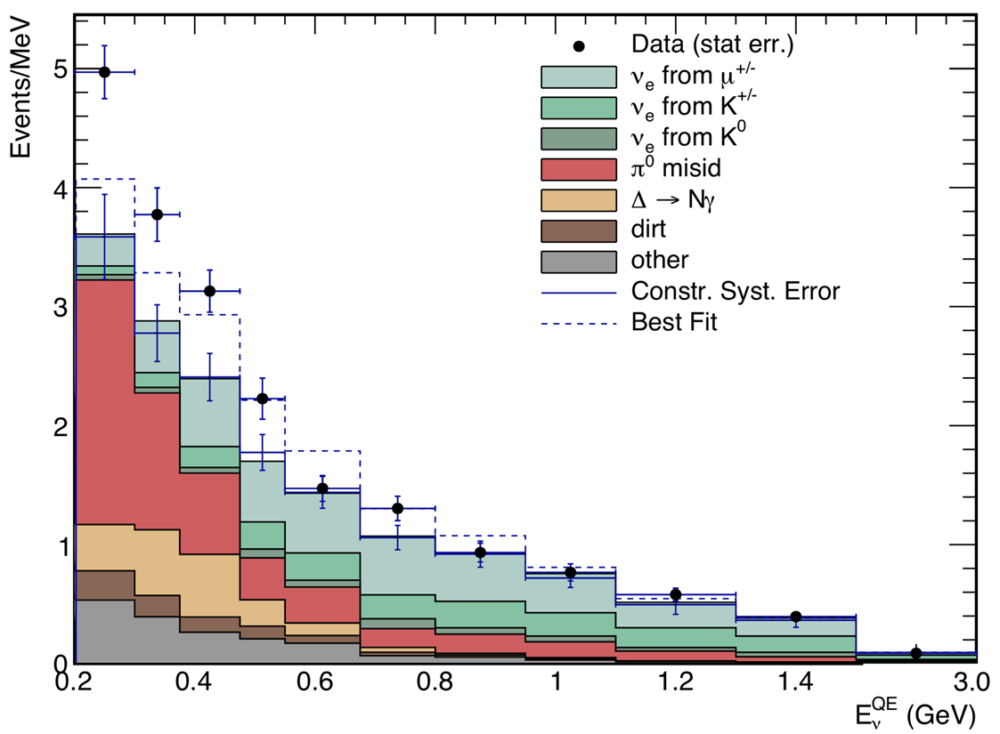 Events/MeV
5
4
3
2
1
0
Data (stat err.)
νe from μ+/-
νe from K+/-
νe from K0
π0 misid
Δ → Nγ
dirt
other
Constr. Syst. Error
Best Fit
0.2 0.4 0.6 0.8 1 1.2 1.4 3.0
EνQE (GeV)